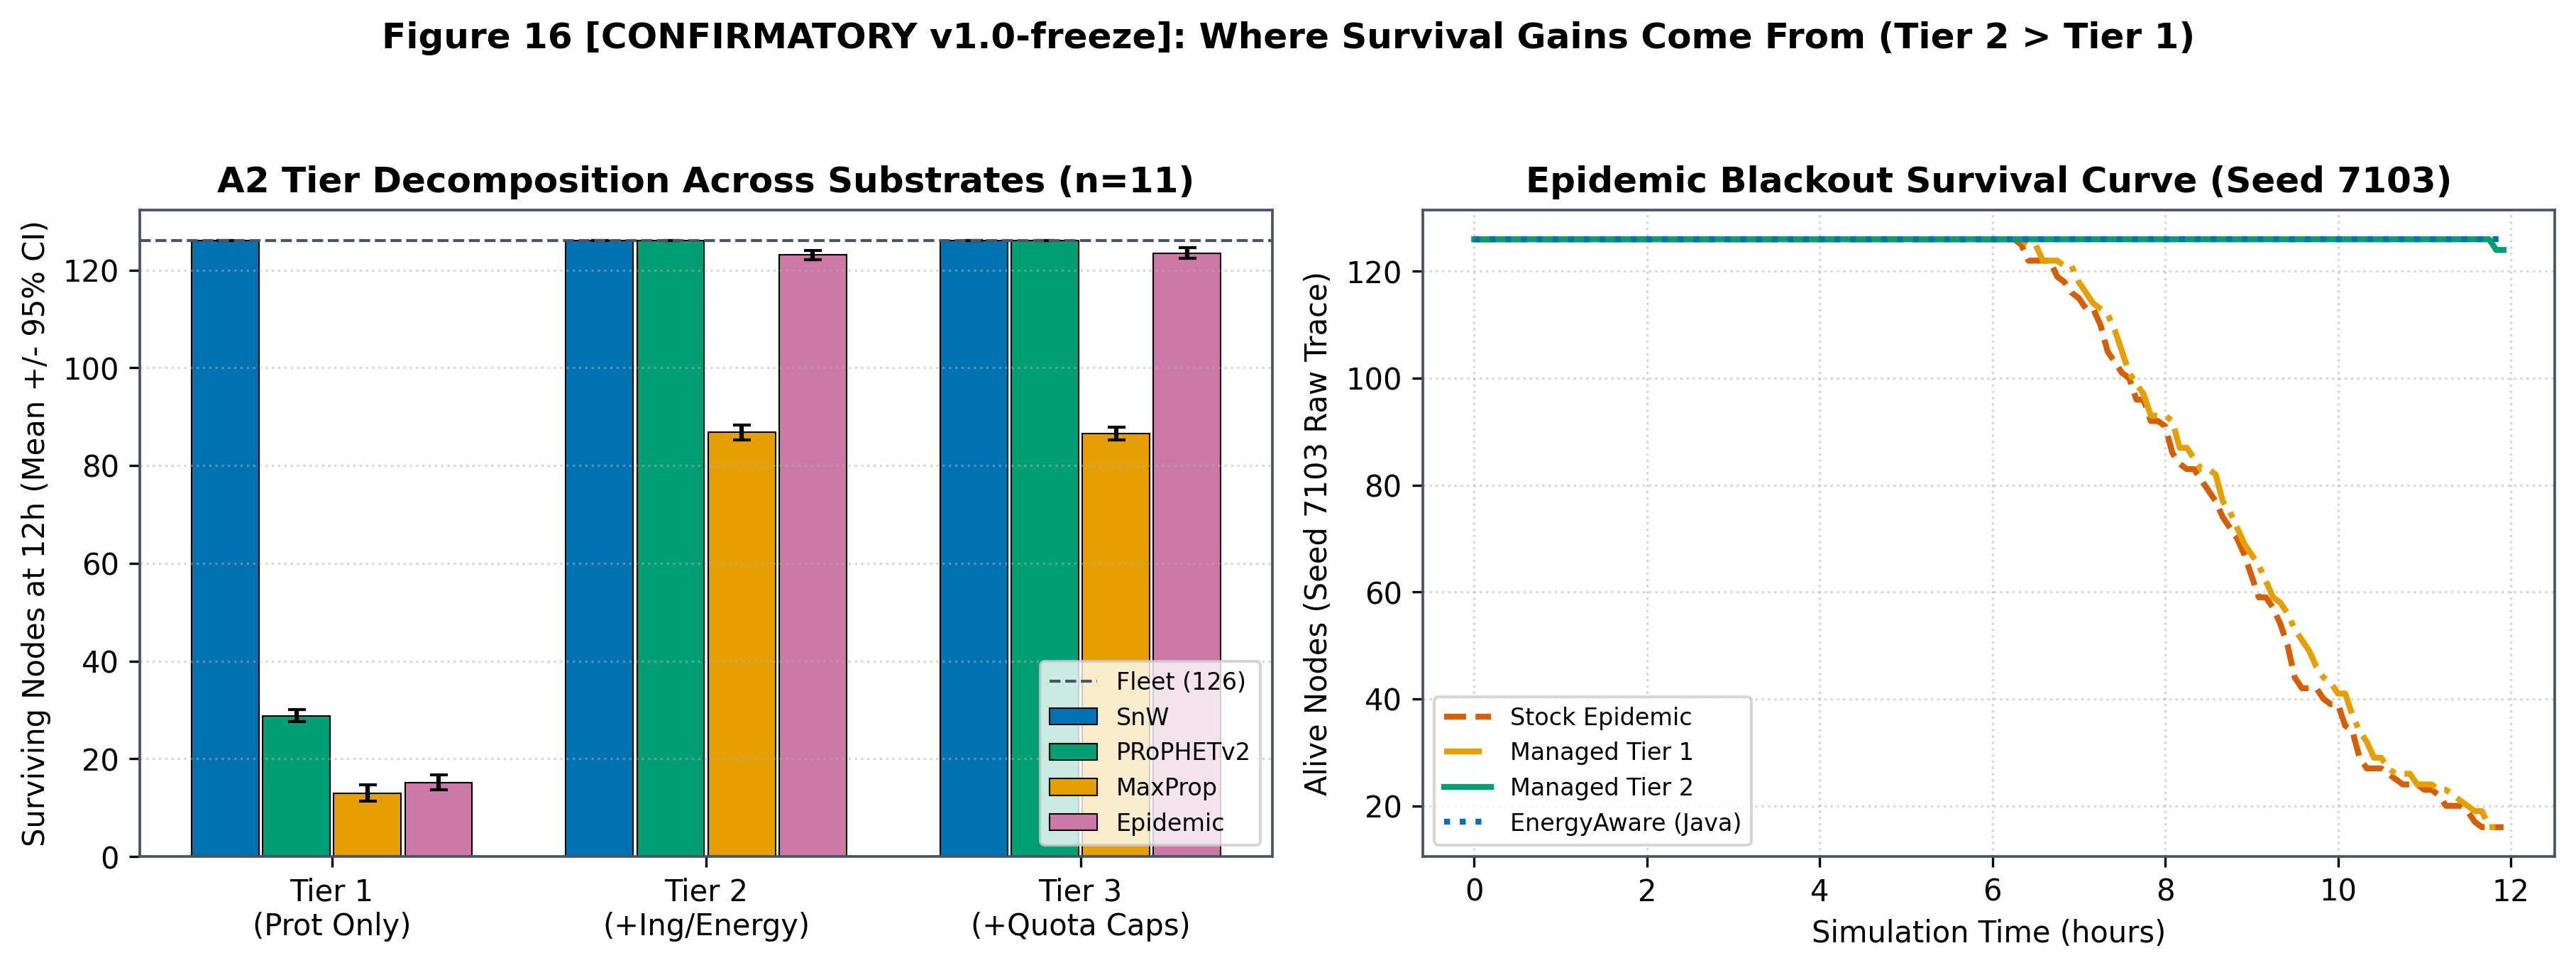 Figure 16 [CONFIRMATORY v1.0-freeze]: Where Survival Gains Come From (Tier 2 > Tier 1)
A2 Tier Decomposition Across Substrates (n=11)
Surviving Nodes at 12h (Mean +/- 95% CI)
120
100
80
60
40
20
0
Tier 1
(Prot Only)
Tier 2
(+Ing/Energy)
Tier 3
(+Quota Caps)
Fleet (126)
SnW
PRoPHETv2
MaxProp
Epidemic
Epidemic Blackout Survival Curve (Seed 7103)
Alive Nodes (Seed 7103 Raw Trace)
120
100
80
60
40
20
Stock Epidemic
Managed Tier 1
Managed Tier 2
EnergyAware (Java)
0
2
4
6
8
10
12
Simulation Time (hours)